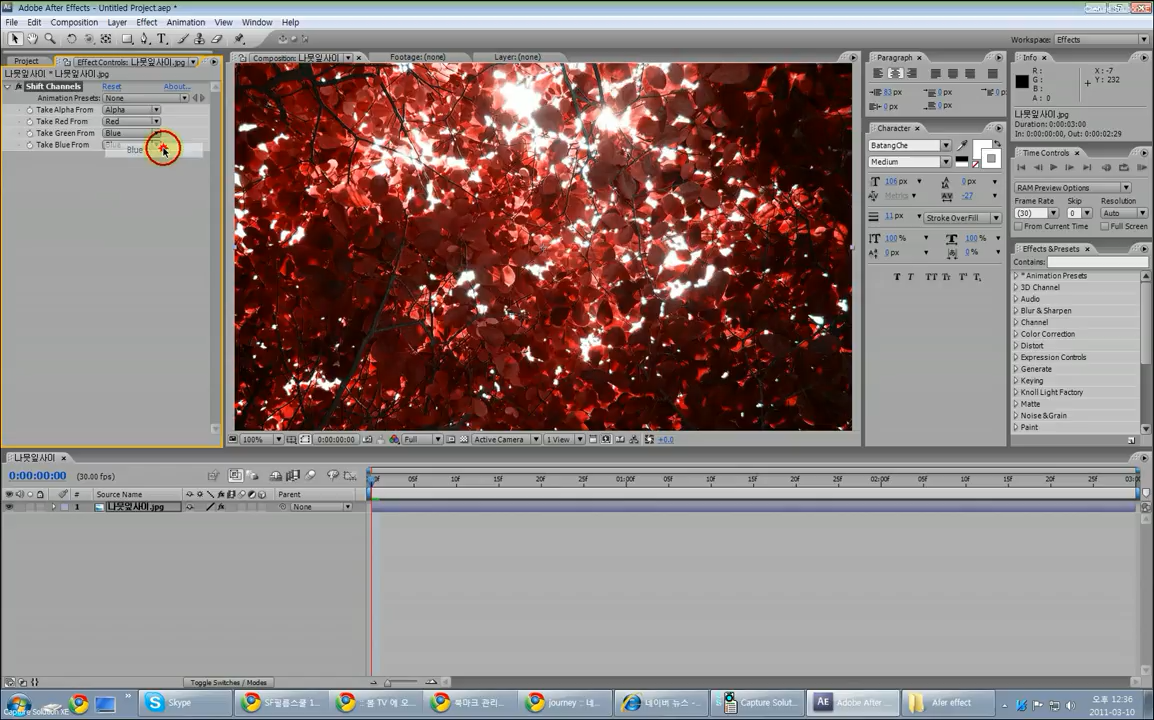 Adobe After Effects - Untitled Project.aep *
File Edit Composition Layer Effect Animation View Window Help
Workspace: Effects
Project Effect Controls: 나뭇잎사이.jpg
나뭇잎사이 * 나뭇잎사이.jpg
Shift Channels Reset About...
Animation Presets: None
Take Alpha From Alpha
Take Red From Red
Take Green From Blue
Take Blue From Blue
Blue
Composition: 나뭇잎사이 Footage: (none) Layer: (none)
100% 0:00:00:00 Full Active Camera 1 View +0.0
Paragraph
83 px 0 px 0 p
0 px 0 px
Character
BatangChe
Medium
106 px 0 px
Metrics -27
11 px Stroke Over Fill
100 % 100 %
0 px 0 %
T T TT Tr T' T,
Info
R : X : -7
G : Y : 232
B :
A : 0
Duration: 0:00:03:00
In: 0:00:00:00, Out: 0:00:02:29
Time Controls
RAM Preview Options
Frame Rate Skip Resolution
(30) 0 Auto
From Current Time Full Screen
Effects & Presets
Contains:
* Animation Presets
3D Channel
Audio
Blur & Sharpen
Channel
Color Correction
Distort
Expression Controls
Generate
Keying
Knoll Light Factory
Matte
Noise & Grain
Paint
나뭇잎사이
0:00:00:00 (30.00 fps)
# Source Name Parent
1 나뭇잎사이.jpg None
05f 10f 15f 20f 25f 01:00f 05f 10f 15f 20f 25f 02:00f 05f 10f 15f 20f 25f 03:0
Toggle Switches / Modes
Skype SF필름스쿨 1... :: 봄 TV 에 오... 북마크 관리... journey :: 네... 네이버 뉴스 -... Capture Solut... Adobe After ... Afer effect
오후 12:36
2011-03-10
Capture Solution XE